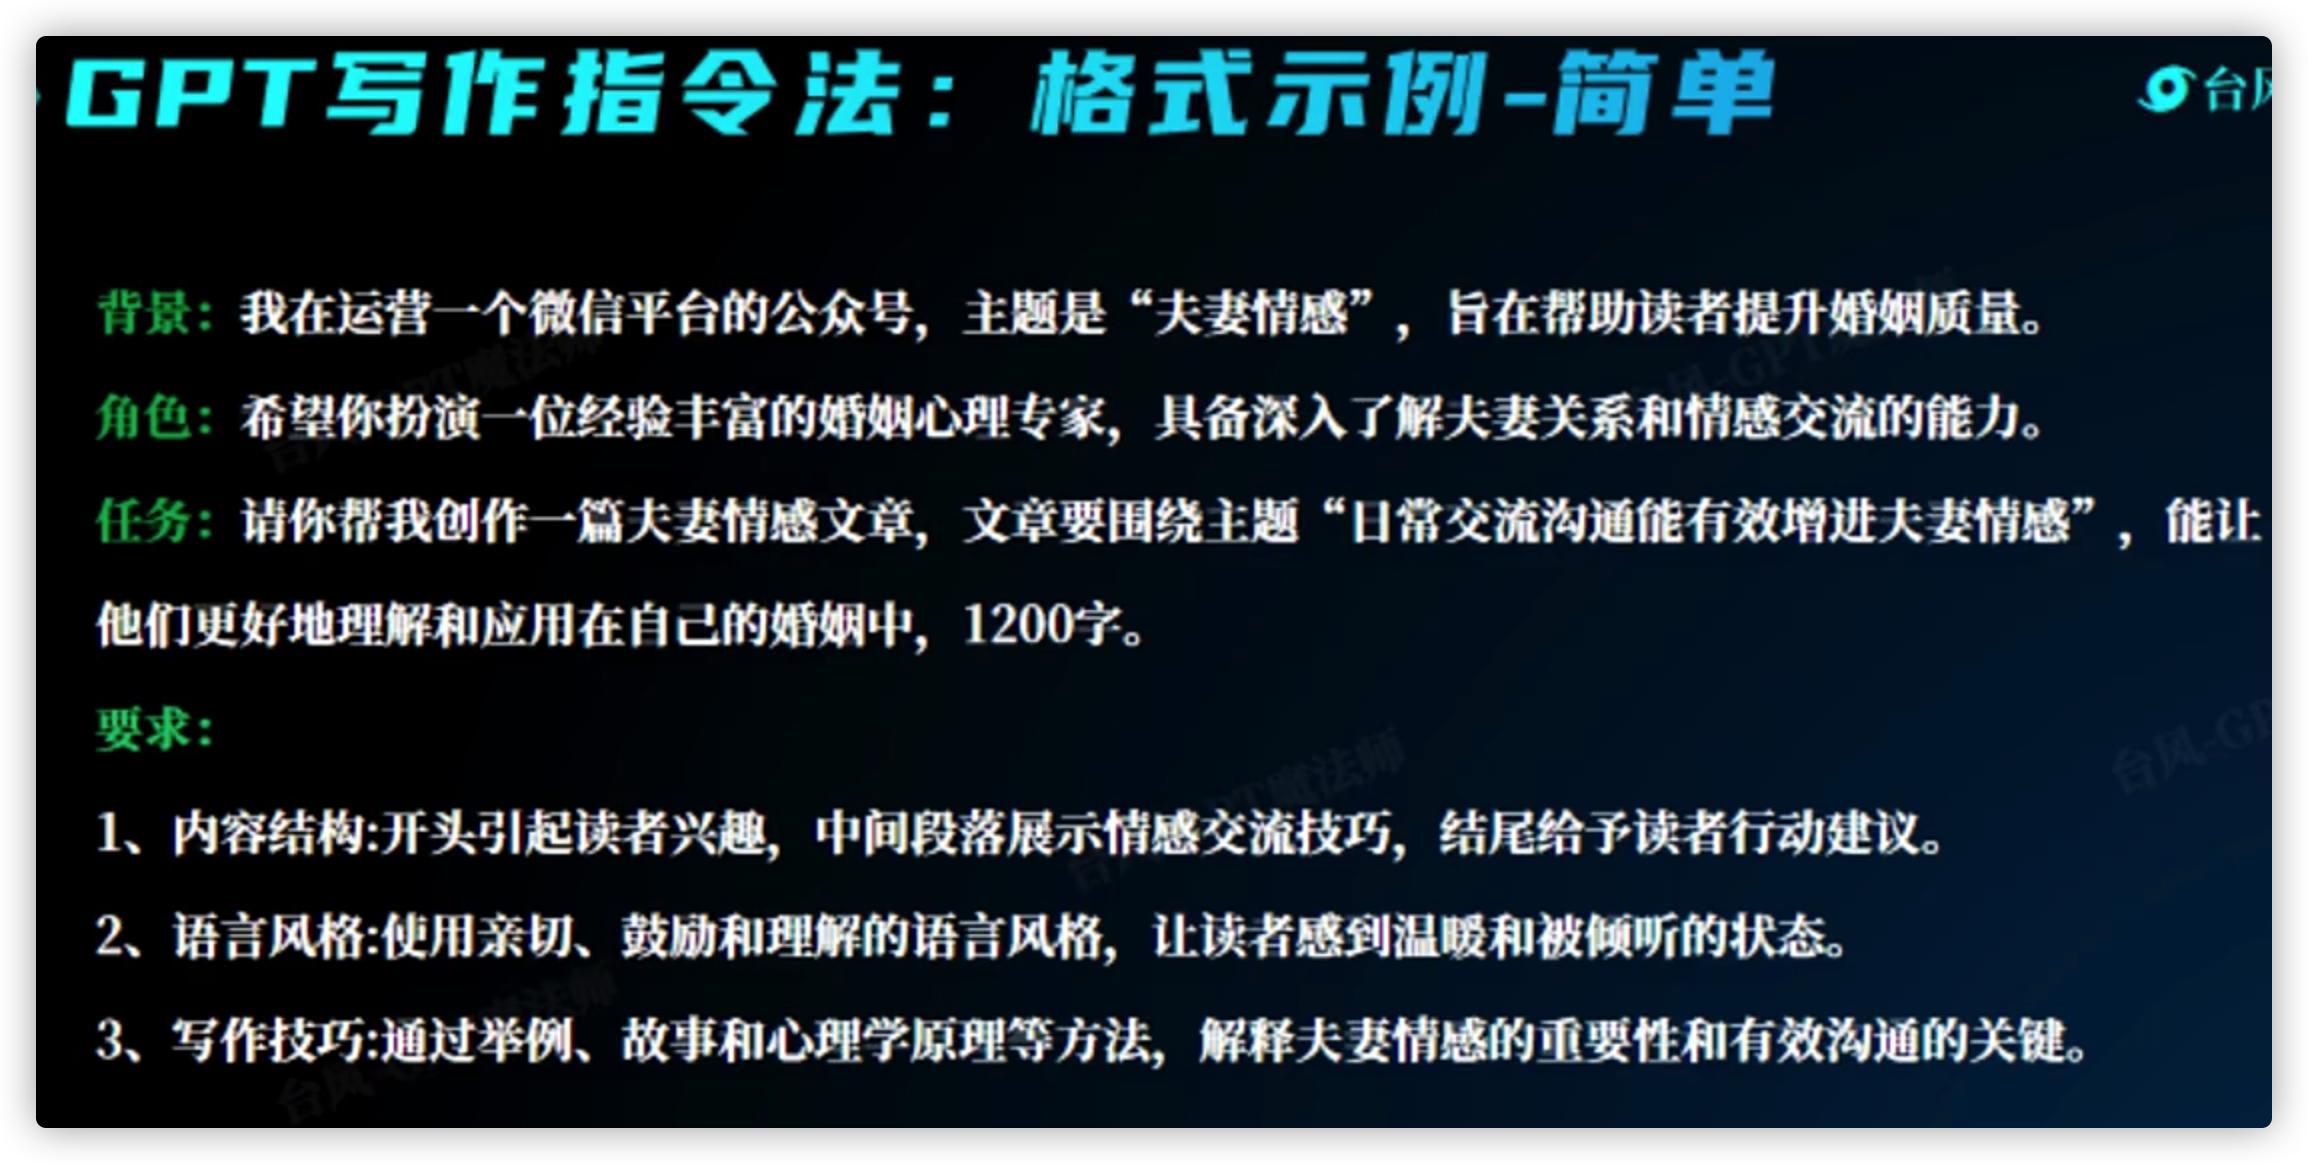 GPT写作指令法：格式示例-简单
台风
背景：我在运营一个微信平台的公众号，主题是“夫妻情感”，旨在帮助读者提升婚姻质量。
角色：希望你扮演一位经验丰富的婚姻心理专家，具备深入了解夫妻关系和情感交流的能力。
任务：请你帮我创作一篇夫妻情感文章，文章要围绕主题“日常交流沟通能有效增进夫妻情感”，能让
他们更好地理解和应用在自己的婚姻中，1200字。
要求：
1、内容结构:开头引起读者兴趣，中间段落展示情感交流技巧，结尾给予读者行动建议。
2、语言风格:使用亲切、鼓励和理解的语言风格，让读者感到温暖和被倾听的状态。
3、写作技巧:通过举例、故事和心理学原理等方法，解释夫妻情感的重要性和有效沟通的关键。
台风-GPT魔法师